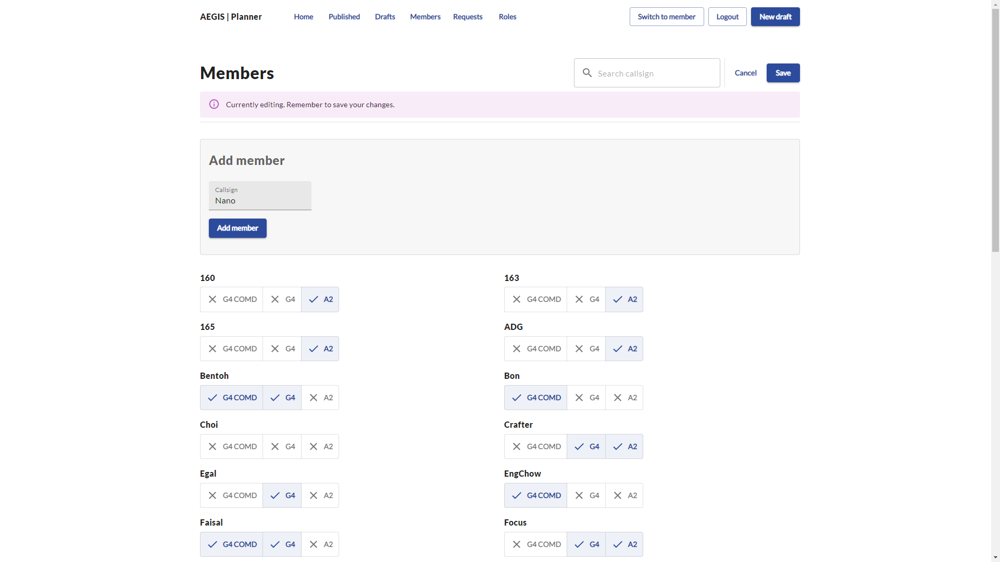 AEGIS | Planner Home Published Drafts Members Requests Roles Switch to member Logout New draft
Members Search callsign Cancel Save
Currently editing. Remember to save your changes.
Add member
Callsign
Nano
Add member
160 163
G4 COMD G4 A2 G4 COMD G4 A2
165 ADG
G4 COMD G4 A2 G4 COMD G4 A2
Bentoh Bon
G4 COMD G4 A2 G4 COMD G4 A2
Choi Crafter
G4 COMD G4 A2 G4 COMD G4 A2
Egal EngChow
G4 COMD G4 A2 G4 COMD G4 A2
Faisal Focus
G4 COMD G4 A2 G4 COMD G4 A2